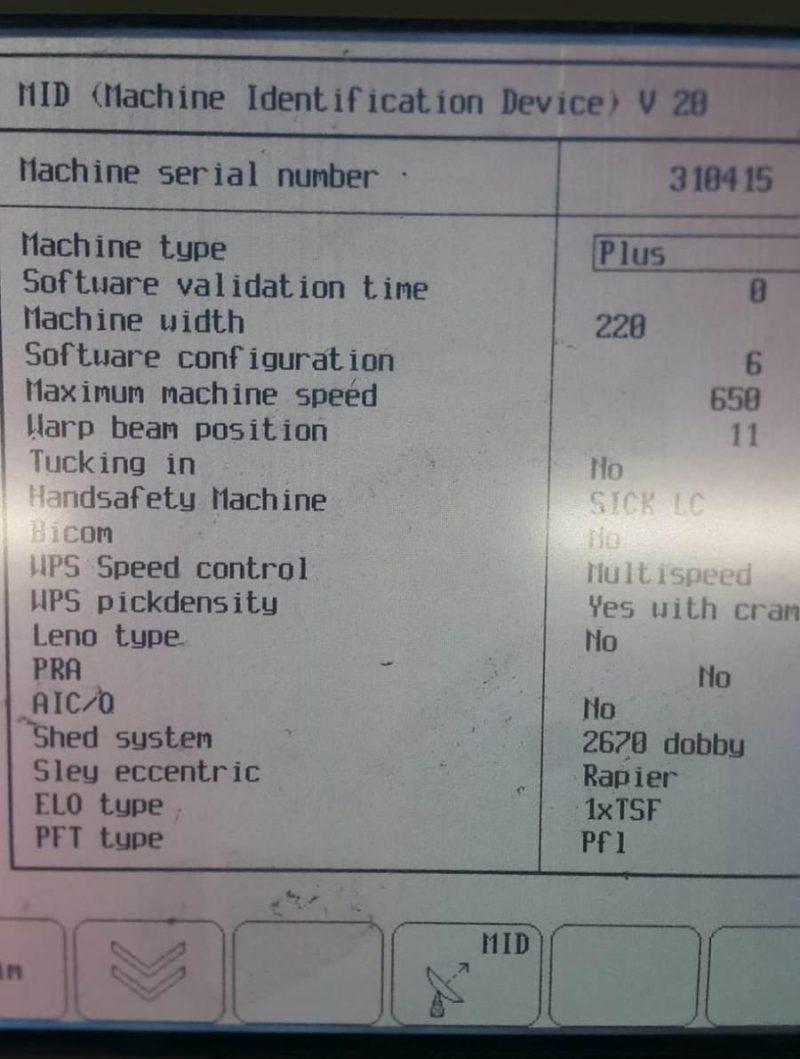 MID (Machine Identification Device) V 20
Machine serial number 310415
Machine type Plus
Software validation time 0
Machine width 220
Software configuration 6
Maximum machine speed 650
Warp beam position 11
Tucking in No
Handsafety Machine SICK LC
Bicom No
WPS Speed control Multispeed
WPS pickdensity Yes with cram
Leno type No
PRA No
AIC/Q No
Shed system 2670 dobby
Sley eccentric Rapier
ELO type 1xTSF
PFT type Pf1
MID